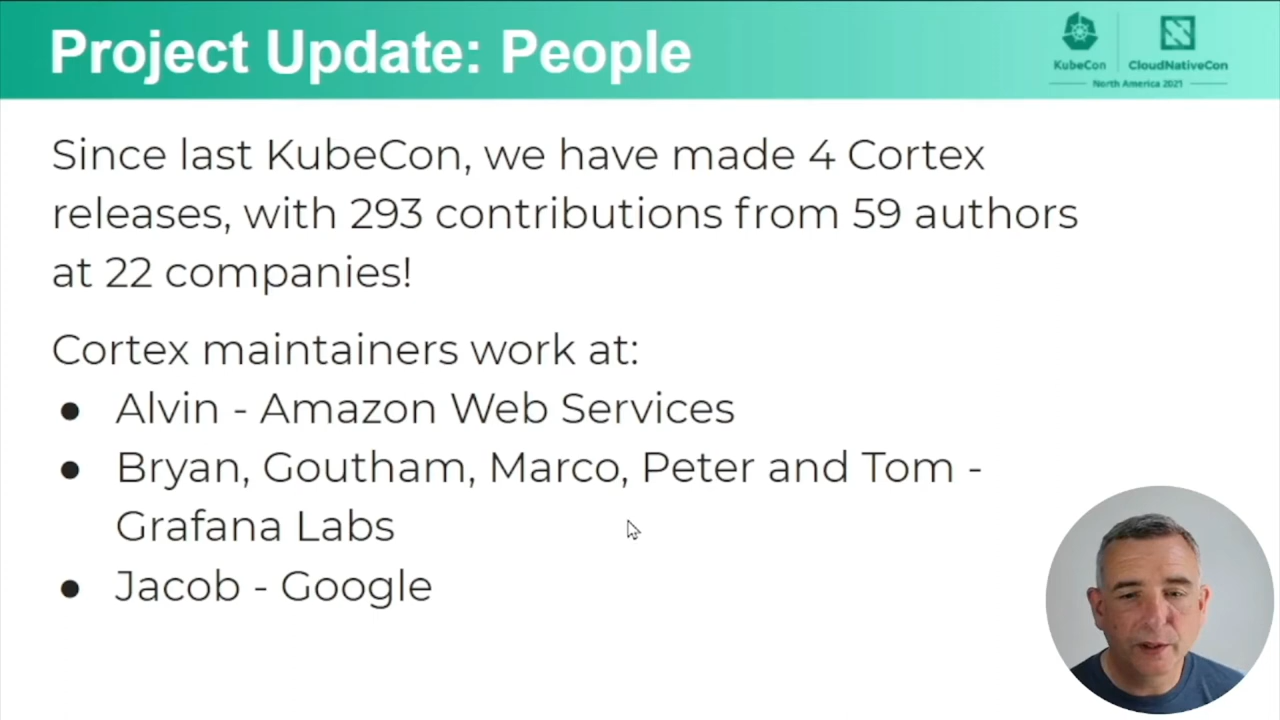 Project Update: People
KubeCon
CloudNativeCon
North America 2021
Since last KubeCon, we have made 4 Cortex
releases, with 293 contributions from 59 authors
at 22 companies!
Cortex maintainers work at:
● Alvin - Amazon Web Services
● Bryan, Goutham, Marco, Peter and Tom -
Grafana Labs
● Jacob - Google